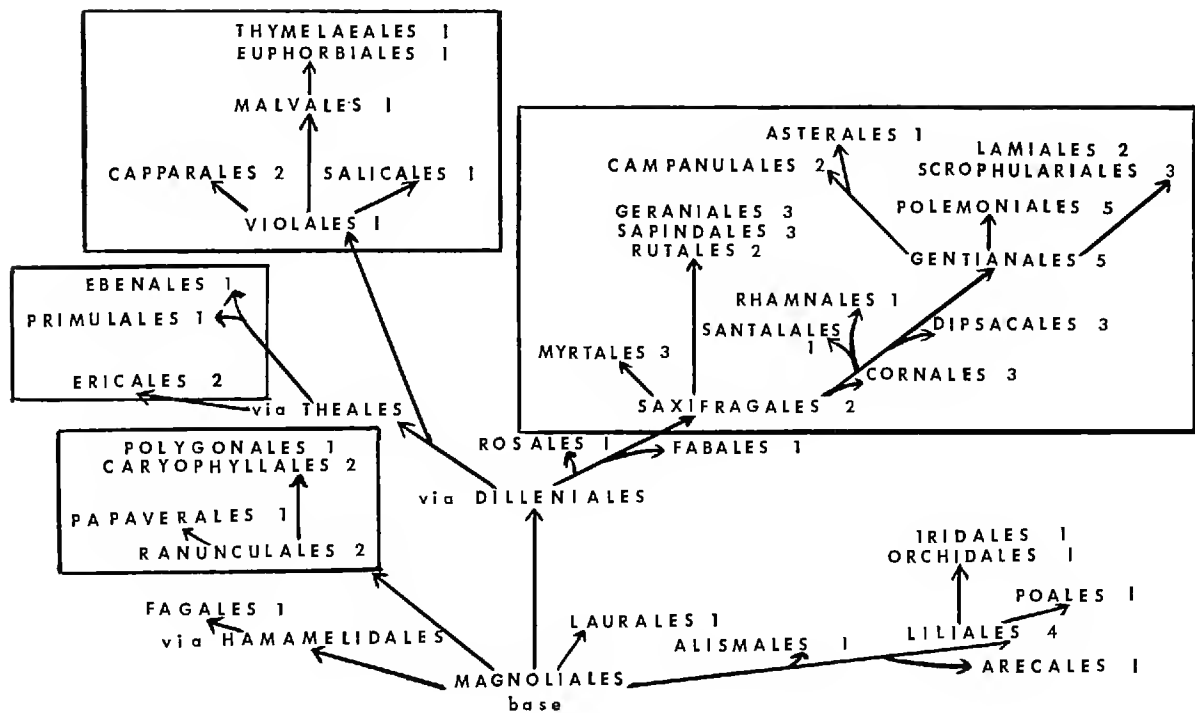 THYMELAEALES 1
EUPHORBIALES 1
MALVALES 1
CAPPARALES 2
SALICALES 1
VIOLALES 1
ASTERALES 1
CAMPANULALES 2
LAMIALES 2
SCROPHULARIALES 3
GERANIALES 3
SAPINDALES 3
RUTALES 2
POLEMONIALES 5
GENTIANALES 5
RHAMNALES 1
SANTALALES
1
DIPSACALES 3
MYRTALES 3
CORNALES 3
SAXIFRAGALES 2
EBENALES 1
PRIMULALES 1
ERICALES 2
via THEALES
ROSALES 1
FABALES 1
via DILLENIALES
POLYGONALES 1
CARYOPHYLLALES 2
PAPAVERALES 1
RANUNCULALES 2
FAGALES 1
via HAMAMELIDALES
LAURALES 1
ALISMALES 1
IRIDALES 1
ORCHIDALES 1
POALES 1
LILIALES 4
ARECALES 1
MAGNOLIALES
base